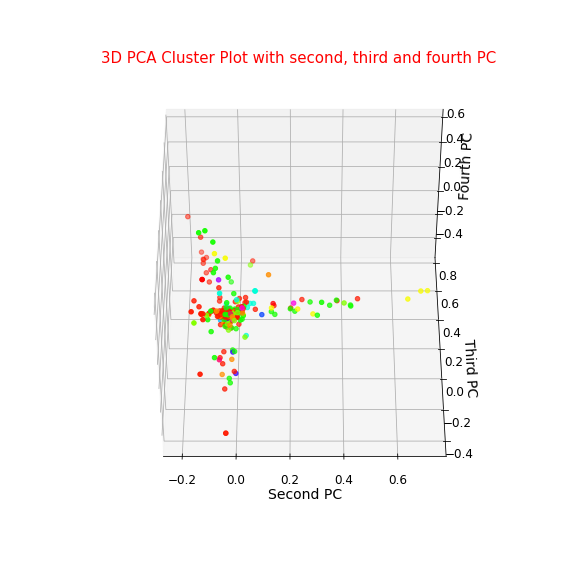 3D PCA Cluster Plot with second, third and fourth PC
0.6
0.4
0.2
0.0
−0.2
−0.4
Fourth PC
0.8
0.6
0.4
0.2
0.0
−0.2
−0.4
Third PC
−0.2 0.0 0.2 0.4 0.6
Second PC